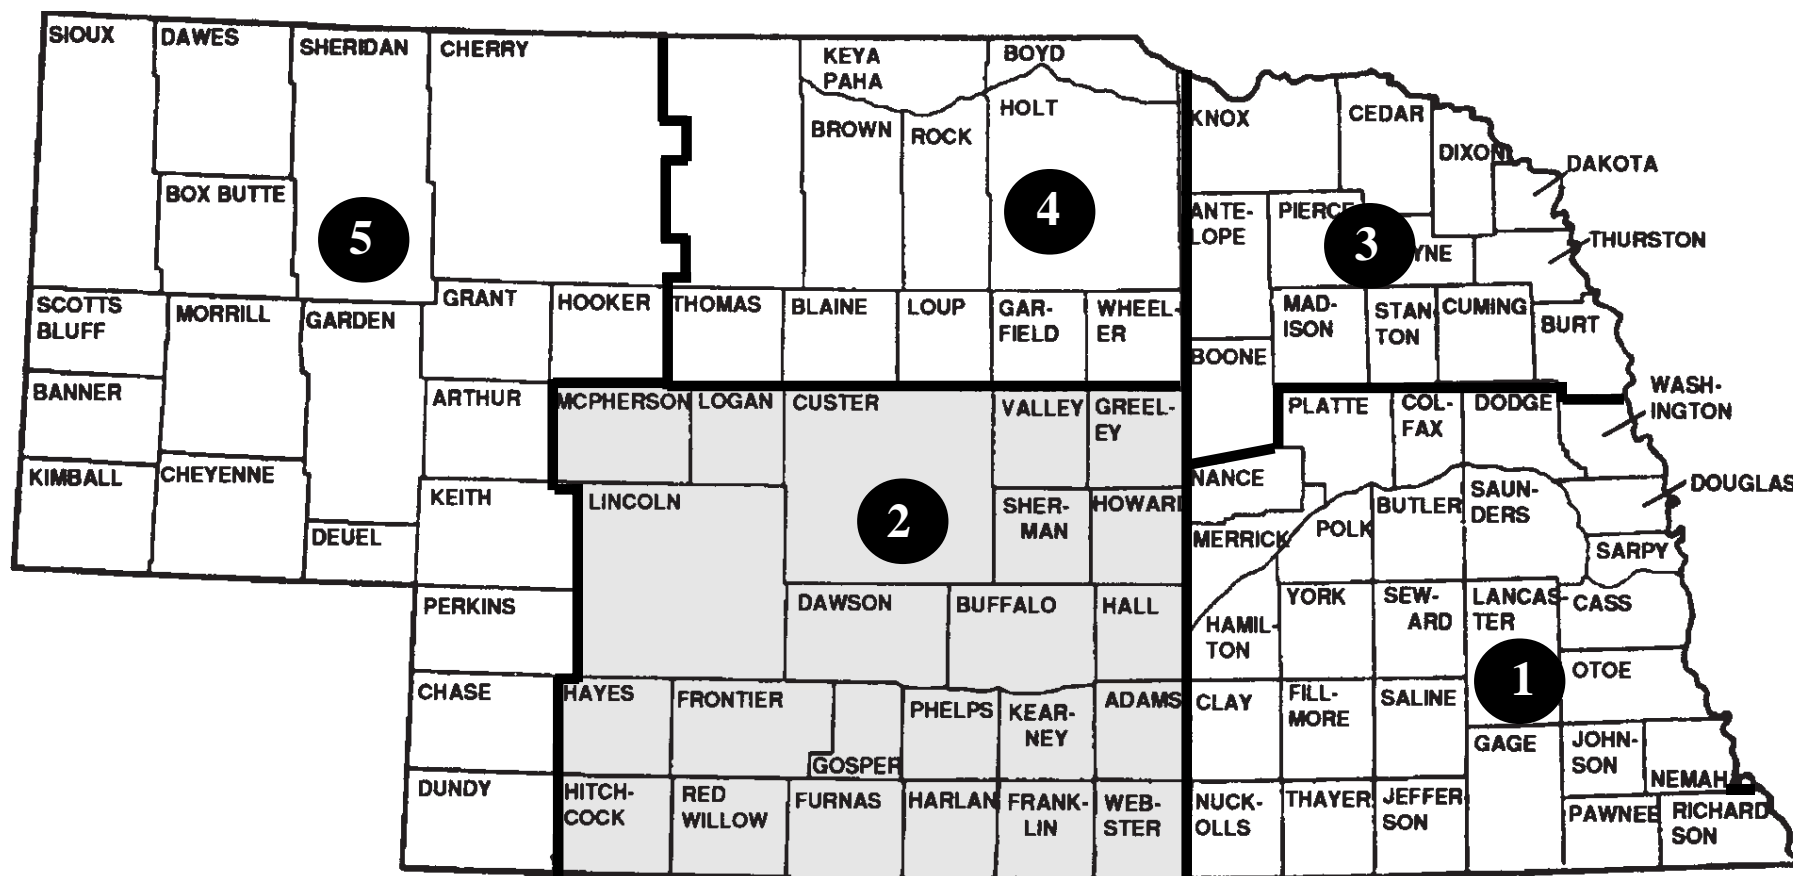 SIOUX
DAWES
SHERIDAN
CHERRY
KEYA
PAHA
BOYD
HOLT
KNOX
CEDAR
BROWN
ROCK
DIXON
DAKOTA
BOX BUTTE
5
4
ANTE-
LOPE
PIERCE
3
YNE
THURSTON
SCOTTS
BLUFF
MORRILL
GARDEN
GRANT
HOOKER
THOMAS
BLAINE
LOUP
GAR-
FIELD
WHEEL-
ER
MAD-
ISON
STAN
TON
CUMING
BURT
BOONE
BANNER
ARTHUR
MCPHERSON
LOGAN
CUSTER
VALLEY
GREEL-
EY
PLATTE
COL-
FAX
DODGE
WASH-
INGTON
KIMBALL
CHEYENNE
KEITH
LINCOLN
2
SHER-
MAN
HOWARD
NANCE
MERRICK
POLK
BUTLER
SAUN-
DERS
DOUGLAS
DEUEL
SARPY
PERKINS
DAWSON
BUFFALO
HALL
HAMIL-
TON
YORK
SEW-
ARD
LANCAS-
TER
CASS
CHASE
HAYES
FRONTIER
GOSPER
PHELPS
KEAR-
NEY
ADAMS
CLAY
FILL-
MORE
SALINE
1
OTOE
GAGE
JOHN-
SON
NEMAHA
DUNDY
HITCH-
COCK
RED
WILLOW
FURNAS
HARLAN
FRANK-
LIN
WEB-
STER
NUCK-
OLLS
THAYER
JEFFER
SON
PAWNEE
RICHARD
SON